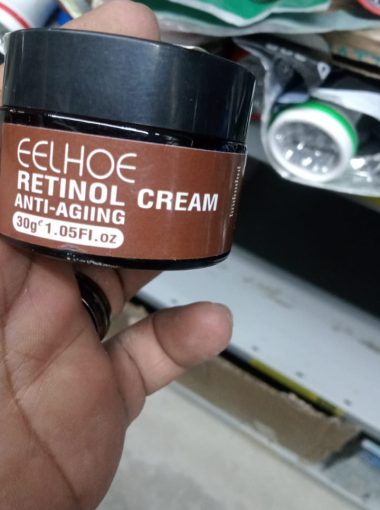 EELHOE
RETINOL CREAM
ANTI-AGIING
30g℮ 1.05Fl.oz